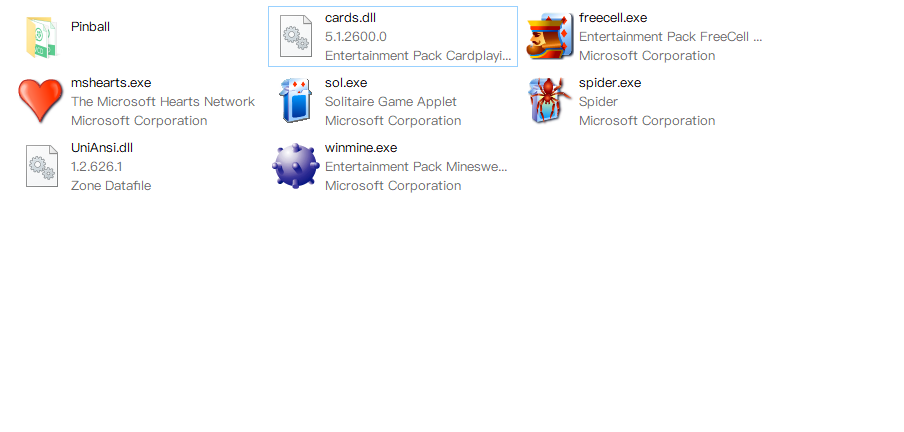 Pinball
cards.dll
5.1.2600.0
Entertainment Pack Cardplayi...
freecell.exe
Entertainment Pack FreeCell ...
Microsoft Corporation
mshearts.exe
The Microsoft Hearts Network
Microsoft Corporation
sol.exe
Solitaire Game Applet
Microsoft Corporation
spider.exe
Spider
Microsoft Corporation
UniAnsi.dll
1.2.626.1
Zone Datafile
winmine.exe
Entertainment Pack Mineswe...
Microsoft Corporation